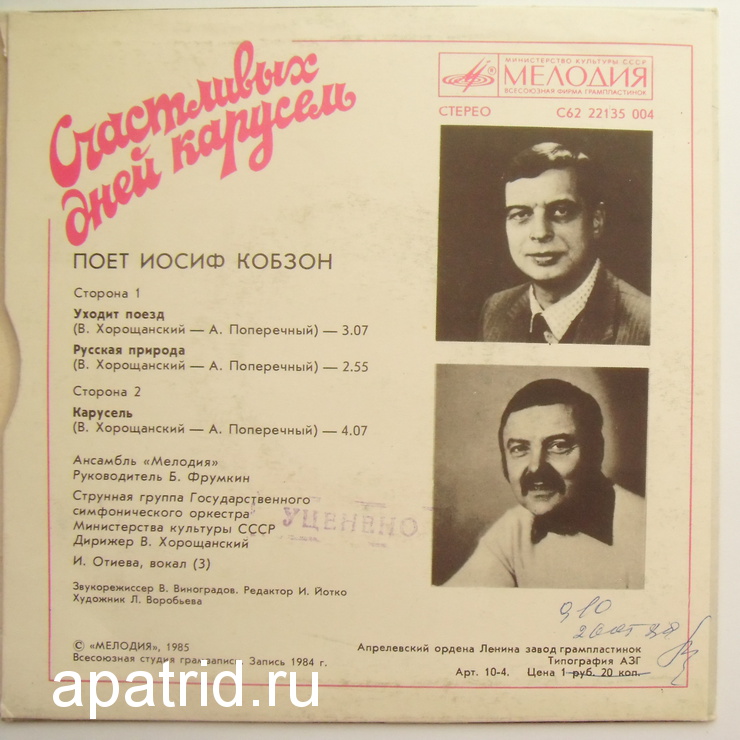 Счастливых
дней карусель
МИНИСТЕРСТВО КУЛЬТУРЫ СССР
МЕЛОДИЯ
ВСЕСОЮЗНАЯ ФИРМА ГРАМПЛАСТИНОК
СТЕРЕО С62 22135 004
ПОЕТ ИОСИФ КОБЗОН
Сторона 1
Уходит поезд
(В. Хорощанский — А. Поперечный) — 3.07
Русская природа
(В. Хорощанский — А. Поперечный) — 2.55
Сторона 2
Карусель
(В. Хорощанский — А. Поперечный) — 4.07
Ансамбль «Мелодия»
Руководитель Б. Фрумкин
Струнная группа Государственного
симфонического оркестра
Министерства культуры СССР
Дирижер В. Хорощанский
И. Отиева, вокал (3)
УЦЕНЕНО
Звукорежиссер В. Виноградов. Редактор И. Йотко
Художник Л. Воробьева
0,10
© «МЕЛОДИЯ», 1985
Всесоюзная студия грамзаписи. Запись 1984 г.
Апрелевский ордена Ленина завод грампластинок
Типография АЗГ
Арт. 10-4. Цена 1 руб. 20 коп.
apatrid.ru